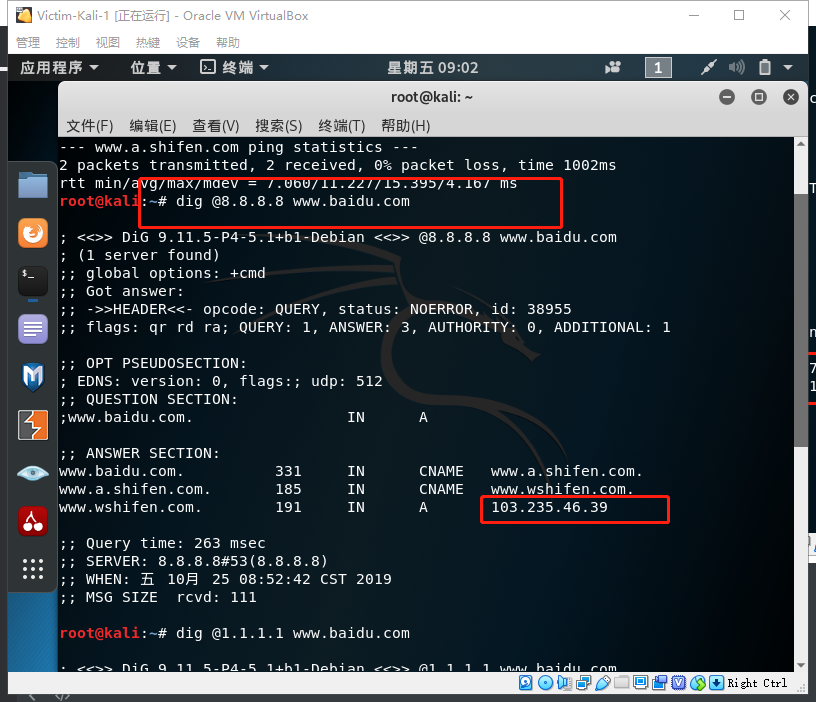 Victim-Kali-1 [正在运行] - Oracle VM VirtualBox
管理 控制 视图 热键 设备 帮助
应用程序 位置 终端 星期五 09:02 1
root@kali: ~
文件(F) 编辑(E) 查看(V) 搜索(S) 终端(T) 帮助(H)
--- www.a.shifen.com ping statistics ---
2 packets transmitted, 2 received, 0% packet loss, time 1002ms
rtt min/avg/max/mdev = 7.060/11.227/15.395/4.167 ms
root@kali:~# dig @8.8.8.8 www.baidu.com
; <<>> DiG 9.11.5-P4-5.1+b1-Debian <<>> @8.8.8.8 www.baidu.com
; (1 server found)
;; global options: +cmd
;; Got answer:
;; ->>HEADER<<- opcode: QUERY, status: NOERROR, id: 38955
;; flags: qr rd ra; QUERY: 1, ANSWER: 3, AUTHORITY: 0, ADDITIONAL: 1
;; OPT PSEUDOSECTION:
; EDNS: version: 0, flags:; udp: 512
;; QUESTION SECTION:
;www.baidu.com. IN A
;; ANSWER SECTION:
www.baidu.com. 331 IN CNAME www.a.shifen.com.
www.a.shifen.com. 185 IN CNAME www.wshifen.com.
www.wshifen.com. 191 IN A 103.235.46.39
;; Query time: 263 msec
;; SERVER: 8.8.8.8#53(8.8.8.8)
;; WHEN: 五 10月 25 08:52:42 CST 2019
;; MSG SIZE rcvd: 111
root@kali:~# dig @1.1.1.1 www.baidu.com
; <<>> DiG 9.11.5-P4-5.1+b1-Debian <<>> @1.1.1.1 www.baidu.com
Right Ctrl